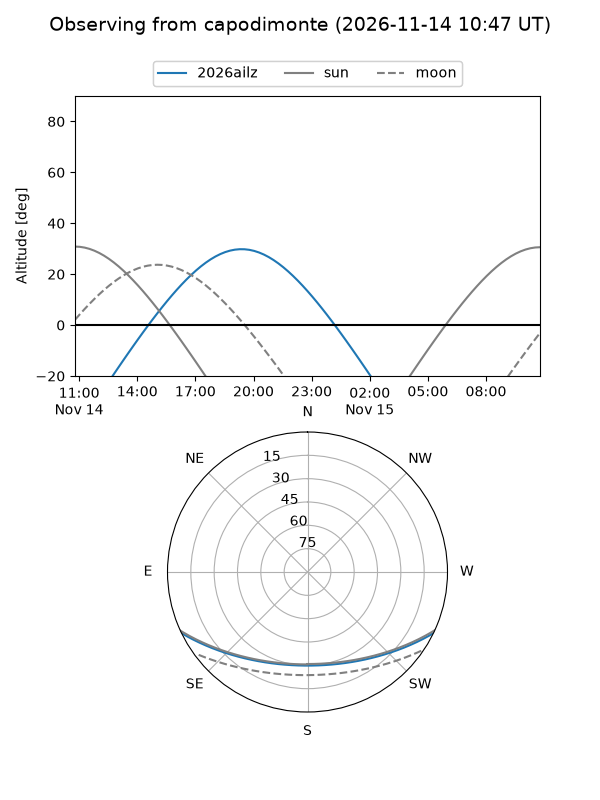 Observing from capodimonte (2026-11-14 10:47 UT)
2026ailz sun moon
80
60
40
20
0
−20
Altitude [deg]
11:00 14:00 17:00 20:00 23:00 02:00 05:00 08:00
Nov 14 Nov 15
N
NE NW
15
30
45
60
75
E W
SE SW
S